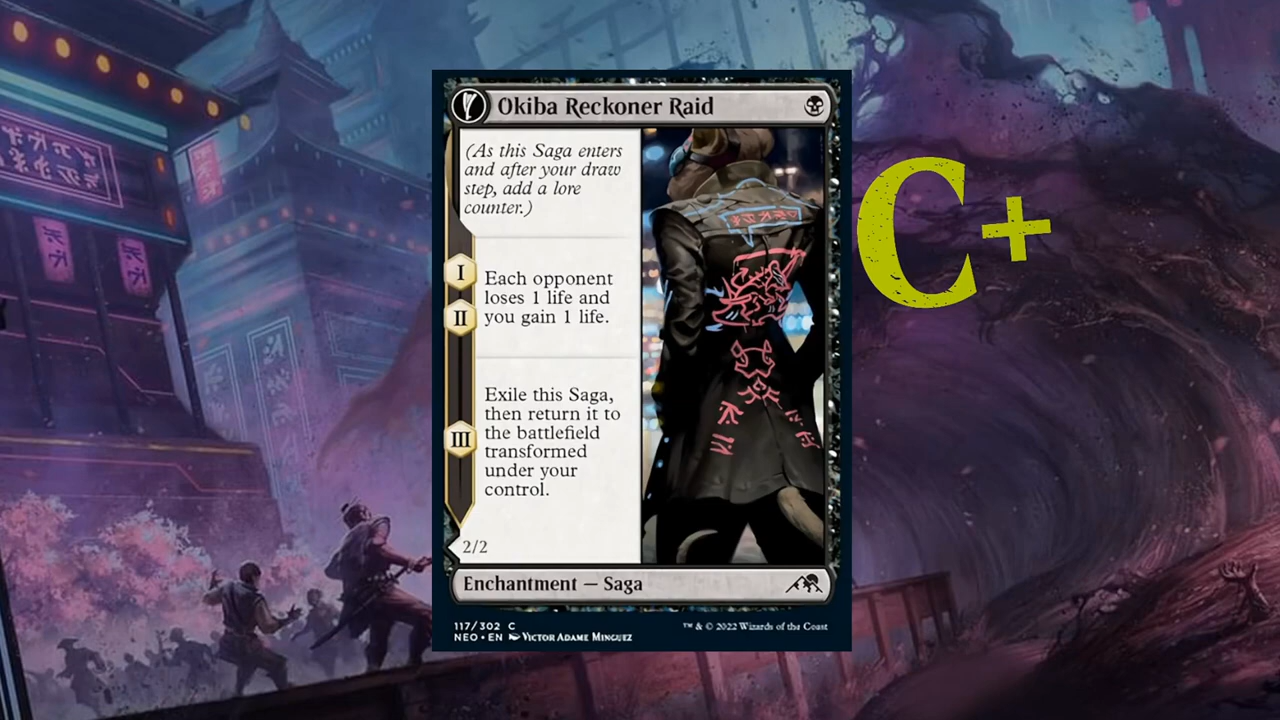 Okiba Reckoner Raid
C+
(As this Saga enters
and after your draw
step, add a lore
counter.)
I
II
Each opponent
loses 1 life and
you gain 1 life.
III
Exile this Saga,
then return it to
the battlefield
transformed
under your
control.
2/2
Enchantment — Saga
117/302 C
NEO • EN VICTOR ADAME MINGUEZ
™ & © 2022 Wizards of the Coast